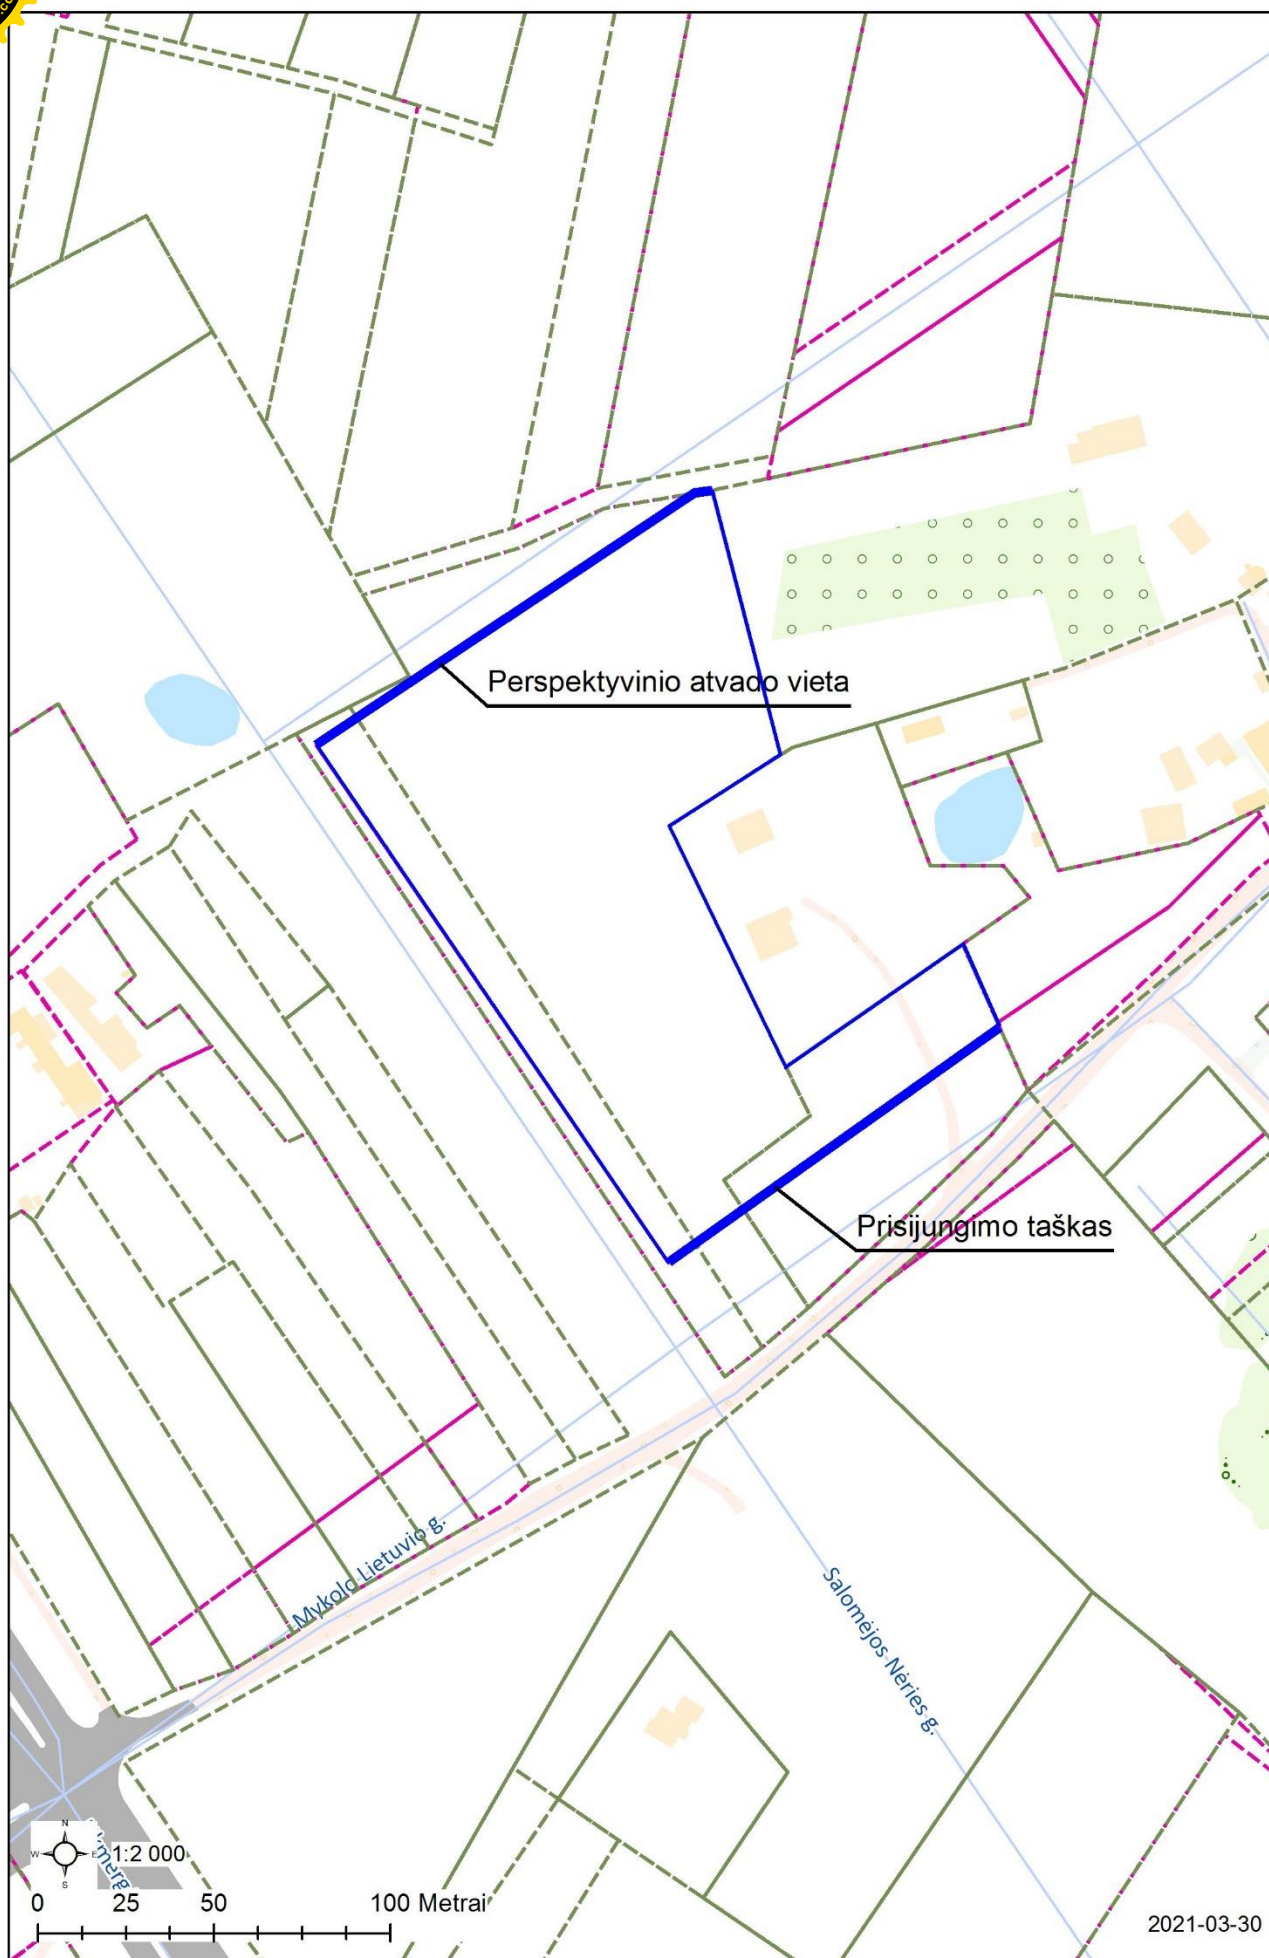 Perspektyvinio atvado vieta
Prisijungimo taškas
Mykolo Lietuvio g.
Salomėjos Nėries g.
N
W
E
S
1:2 000
0
25
50
100 Metrai
2021-03-30